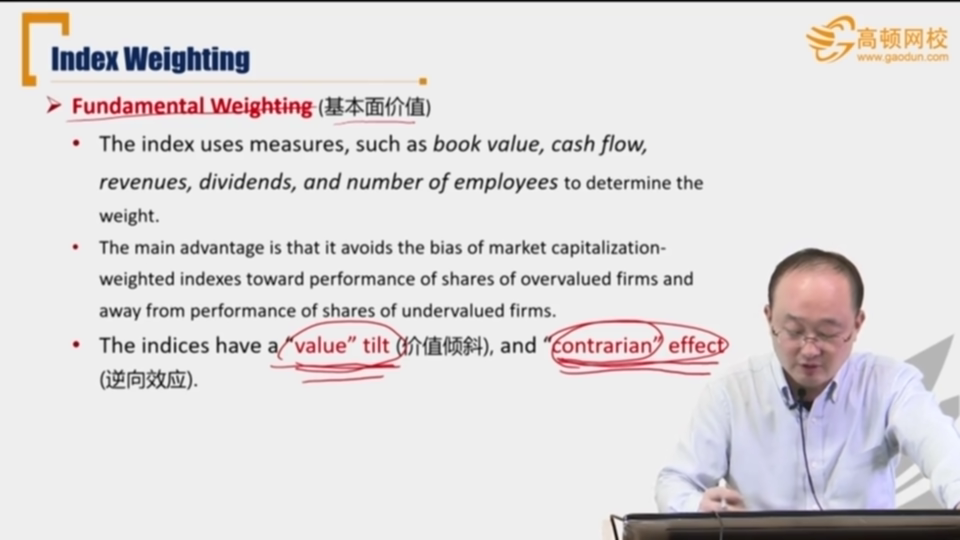 Index Weighting
高顿网校
www.gaodun.com
➢ Fundamental Weighting (基本面价值)
• The index uses measures, such as book value, cash flow,
revenues, dividends, and number of employees to determine the
weight.
• The main advantage is that it avoids the bias of market capitalization-
weighted indexes toward performance of shares of overvalued firms and
away from performance of shares of undervalued firms.
• The indices have a “value” tilt (价值倾斜), and “contrarian” effect
(逆向效应).